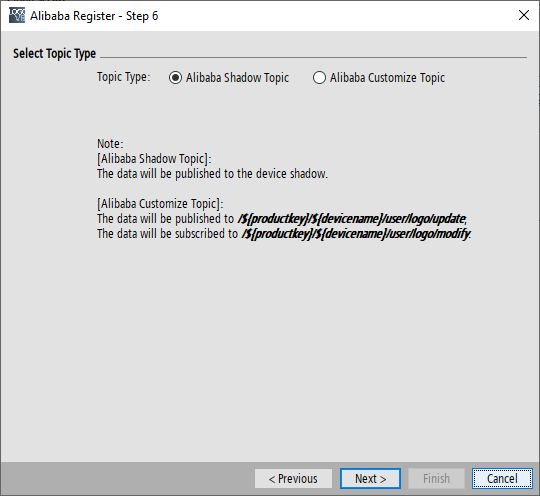 LOGO
V8
Alibaba Register - Step 6
Select Topic Type
Topic Type: Alibaba Shadow Topic Alibaba Customize Topic
Note:
[Alibaba Shadow Topic]:
The data will be published to the device shadow.
[Alibaba Customize Topic]:
The data will be published to /${productkey}/${devicename}/user/logo/update,
The data will be subscribed to /${productkey}/${devicename}/user/logo/modify.
< Previous Next > Finish Cancel